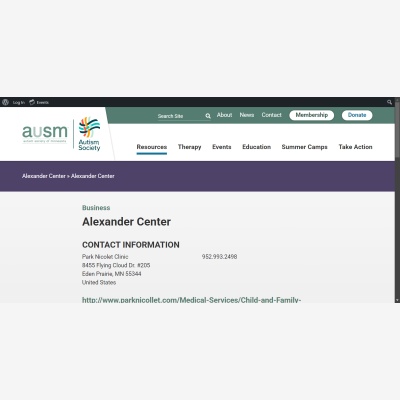 Log In Events
Search Site About News Contact Membership Donate
ausm
autism society of minnesota
Autism
Society
Resources Therapy Events Education Summer Camps Take Action
Alexander Center » Alexander Center
Business
Alexander Center
CONTACT INFORMATION
Park Nicolet Clinic 952.993.2498
8455 Flying Cloud Dr. #205
Eden Prairie, MN 55344
United States
http://www.parknicollet.com/Medical-Services/Child-and-Family-